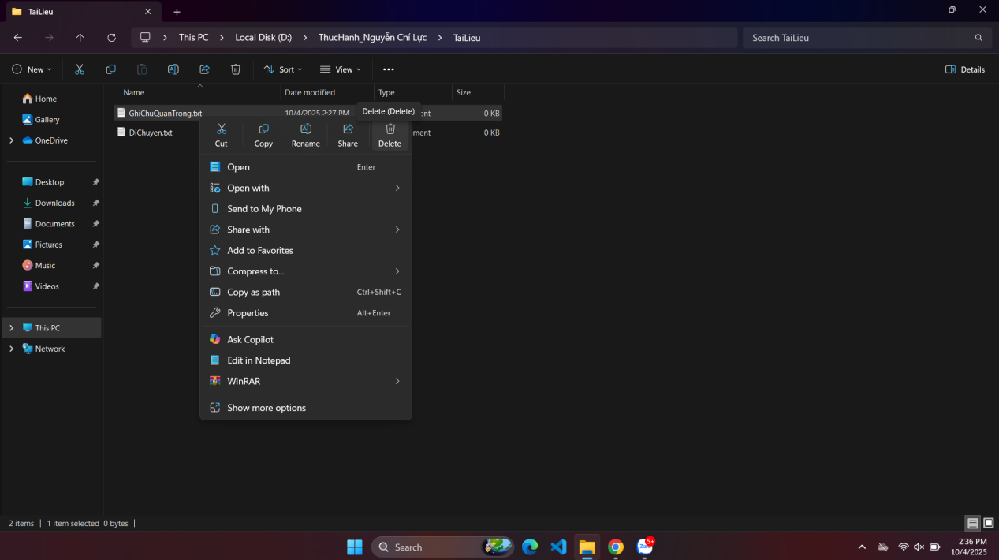 TaiLieu
This PC
Local Disk (D:)
ThucHanh_Nguyễn Chí Lực
TaiLieu
Search TaiLieu
New
Sort
View
Details
Home
Gallery
OneDrive
Desktop
Downloads
Documents
Pictures
Music
Videos
This PC
Network
Name
Date modified
Type
Size
GhiChuQuanTrong.txt
10/4/2025 2:27 PM
ent
0 KB
Delete (Delete)
DiChuyen.txt
ment
0 KB
Cut
Copy
Rename
Share
Delete
Open
Enter
Open with
Send to My Phone
Share with
Add to Favorites
Compress to...
Copy as path
Ctrl+Shift+C
Properties
Alt+Enter
Ask Copilot
Edit in Notepad
WinRAR
Show more options
2 items
1 item selected 0 bytes
Search
Zalo
5+
2:36 PM
10/4/2025